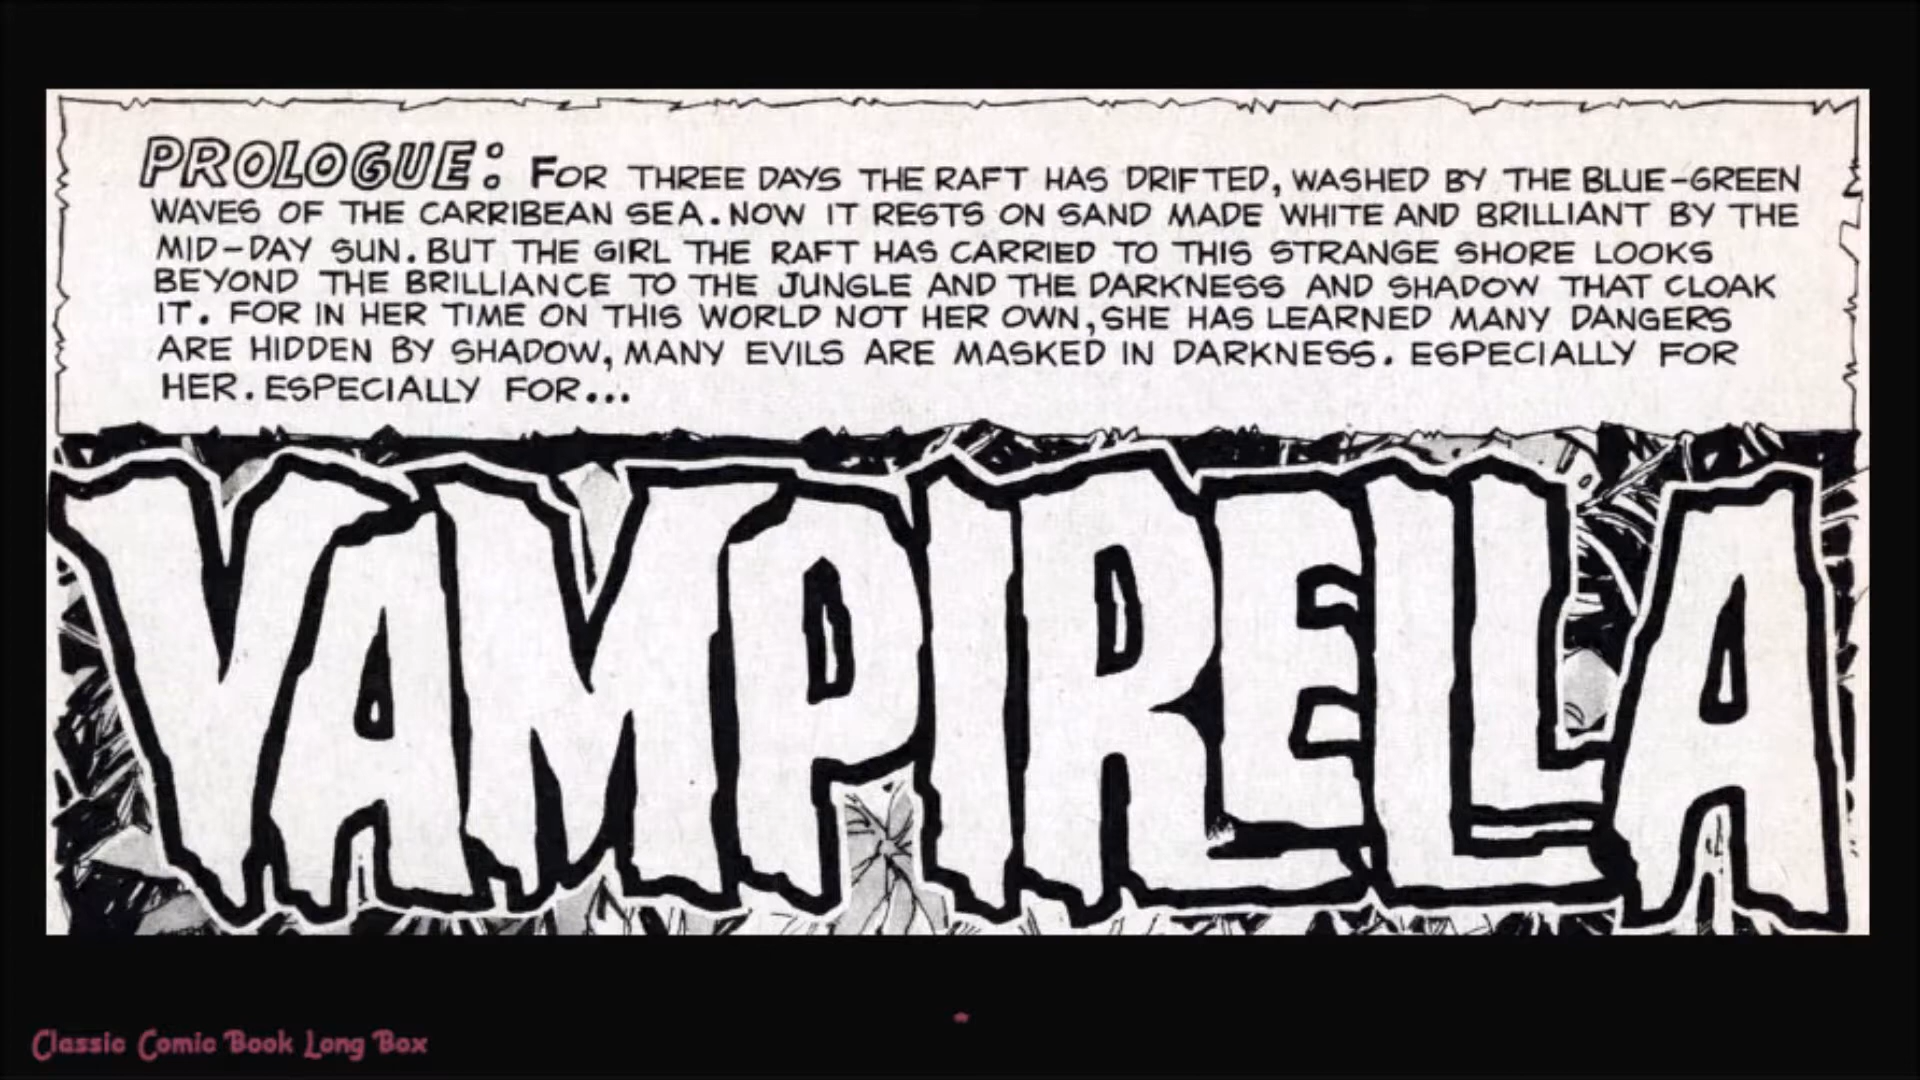 PROLOGUE: FOR THREE DAYS THE RAFT HAS DRIFTED, WASHED BY THE BLUE-GREEN
WAVES OF THE CARRIBEAN SEA. NOW IT RESTS ON SAND MADE WHITE AND BRILLIANT BY THE
MID-DAY SUN. BUT THE GIRL THE RAFT HAS CARRIED TO THIS STRANGE SHORE LOOKS
BEYOND THE BRILLIANCE TO THE JUNGLE AND THE DARKNESS AND SHADOW THAT CLOAK
IT. FOR IN HER TIME ON THIS WORLD NOT HER OWN, SHE HAS LEARNED MANY DANGERS
ARE HIDDEN BY SHADOW, MANY EVILS ARE MASKED IN DARKNESS. ESPECIALLY FOR
HER. ESPECIALLY FOR...
VAMPIRELLA
Classic Comic Book Long Box